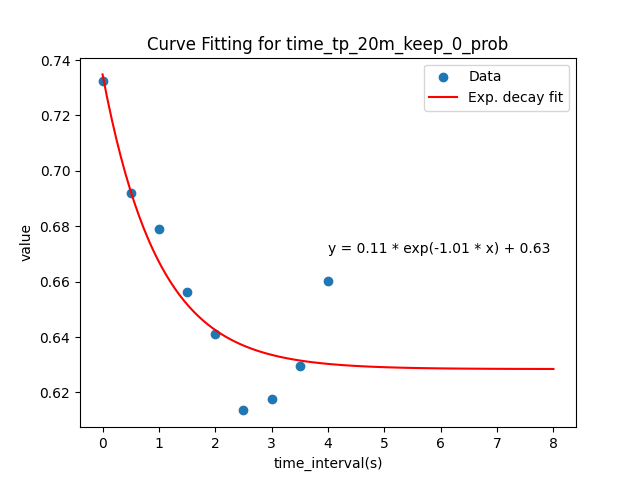 Curve Fitting for time_tp_20m_keep_0_prob
Data
Exp. decay fit
y = 0.11 * exp(-1.01 * x) + 0.63
value
0.74
0.72
0.70
0.68
0.66
0.64
0.62
0 1 2 3 4 5 6 7 8
time_interval(s)